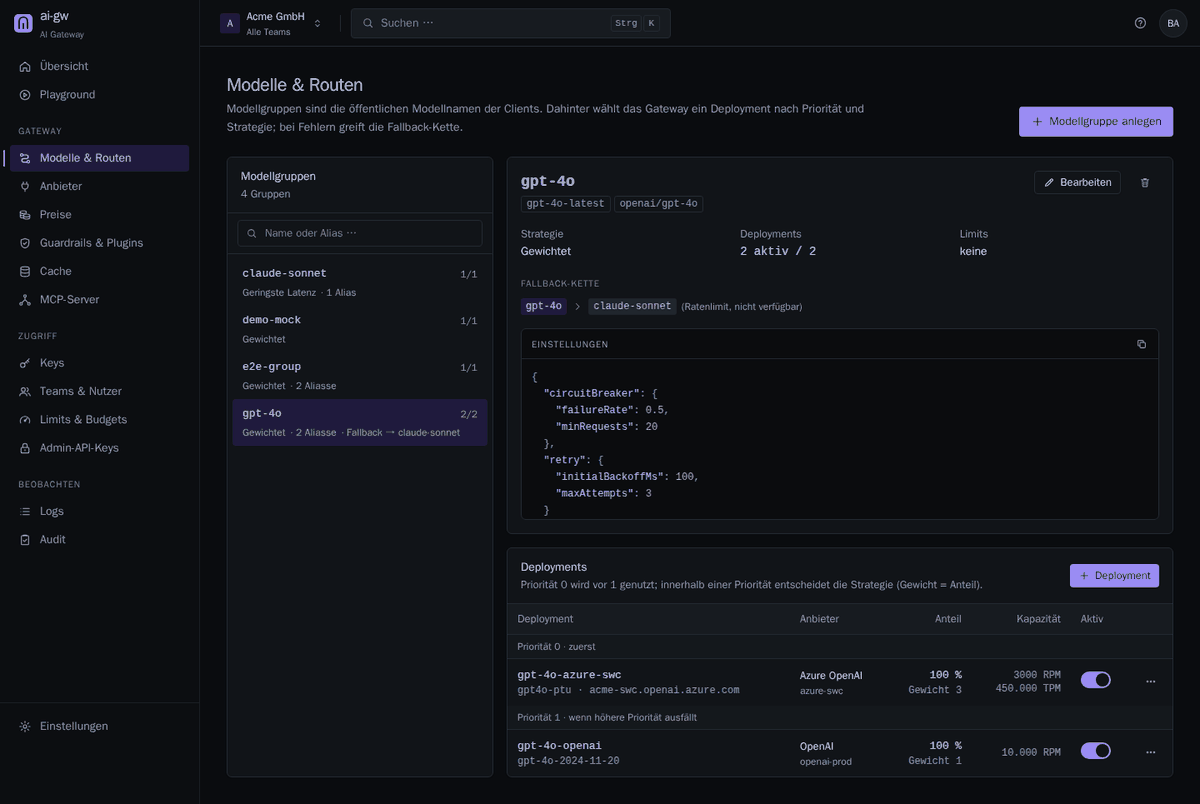 ai-gw
AI Gateway
A
Acme GmbH
Alle Teams
Suchen ···
Strg K
BA
Übersicht
Playground
GATEWAY
Modelle & Routen
Anbieter
Preise
Guardrails & Plugins
Cache
MCP-Server
ZUGRIFF
Keys
Teams & Nutzer
Limits & Budgets
Admin-API-Keys
BEOBACHTEN
Logs
Audit
Einstellungen
Modelle & Routen
Modellgruppen sind die öffentlichen Modellnamen der Clients. Dahinter wählt das Gateway ein Deployment nach Priorität und
Strategie; bei Fehlern greift die Fallback-Kette.
+ Modellgruppe anlegen
Modellgruppen
4 Gruppen
Name oder Alias ···
claude-sonnet 1/1
Geringste Latenz · 1 Alias
demo-mock 1/1
Gewichtet
e2e-group 1/1
Gewichtet · 2 Aliasse
gpt-4o 2/2
Gewichtet · 2 Aliasse · Fallback → claude-sonnet
gpt-4o
Bearbeiten
gpt-4o-latest openai/gpt-4o
Strategie Deployments Limits
Gewichtet 2 aktiv / 2 keine
FALLBACK-KETTE
gpt-4o > claude-sonnet (Ratenlimit, nicht verfügbar)
EINSTELLUNGEN
{
"circuitBreaker": {
"failureRate": 0.5,
"minRequests": 20
},
"retry": {
"initialBackoffMs": 100,
"maxAttempts": 3
}
Deployments
Priorität 0 wird vor 1 genutzt; innerhalb einer Priorität entscheidet die Strategie (Gewicht = Anteil).
+ Deployment
Deployment Anbieter Anteil Kapazität Aktiv
Priorität 0 · zuerst
gpt-4o-azure-swc Azure OpenAI 100 % 3000 RPM
gpt4o-ptu · acme-swc.openai.azure.com azure-swc Gewicht 3 450.000 TPM
Priorität 1 · wenn höhere Priorität ausfällt
gpt-4o-openai OpenAI 100 % 10.000 RPM
gpt-4o-2024-11-20 openai-prod Gewicht 1